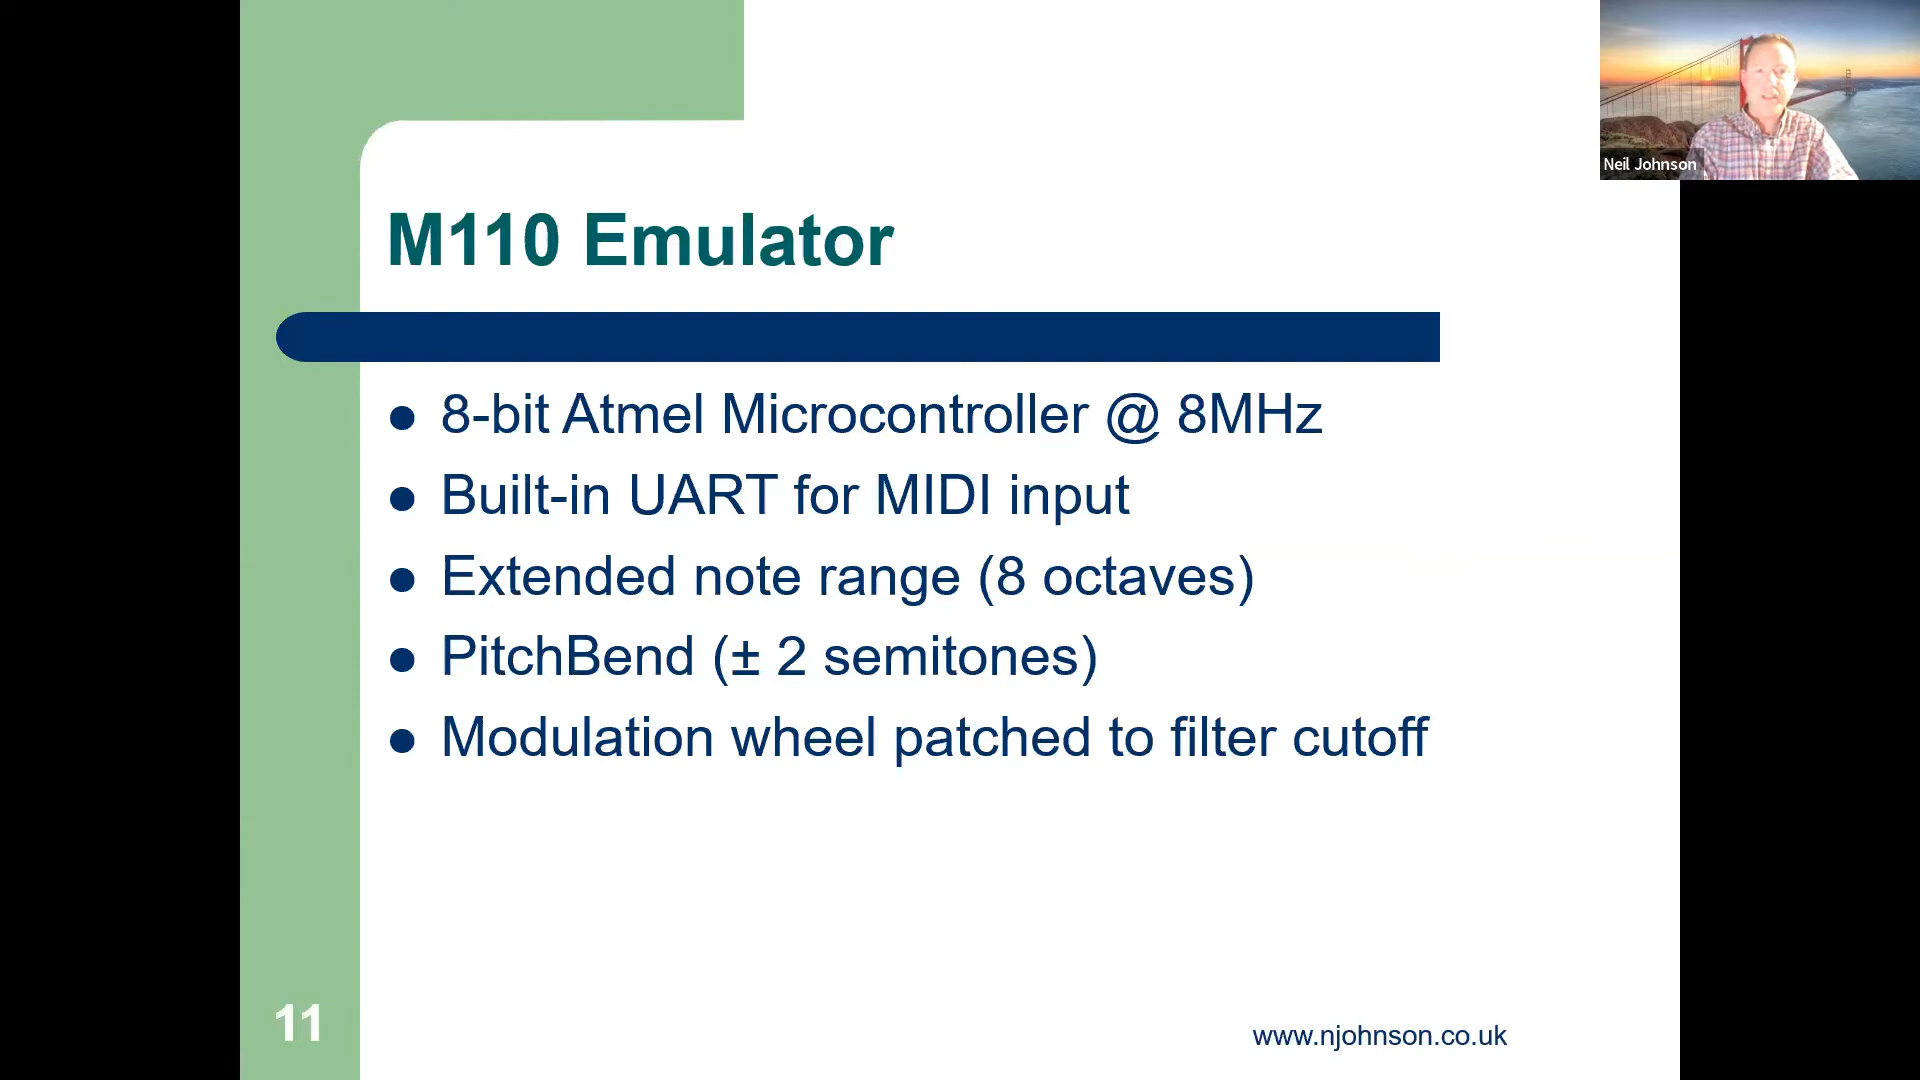 Neil Johnson
M110 Emulator
8-bit Atmel Microcontroller @ 8MHz
Built-in UART for MIDI input
Extended note range (8 octaves)
PitchBend (± 2 semitones)
Modulation wheel patched to filter cutoff
11
www.njohnson.co.uk